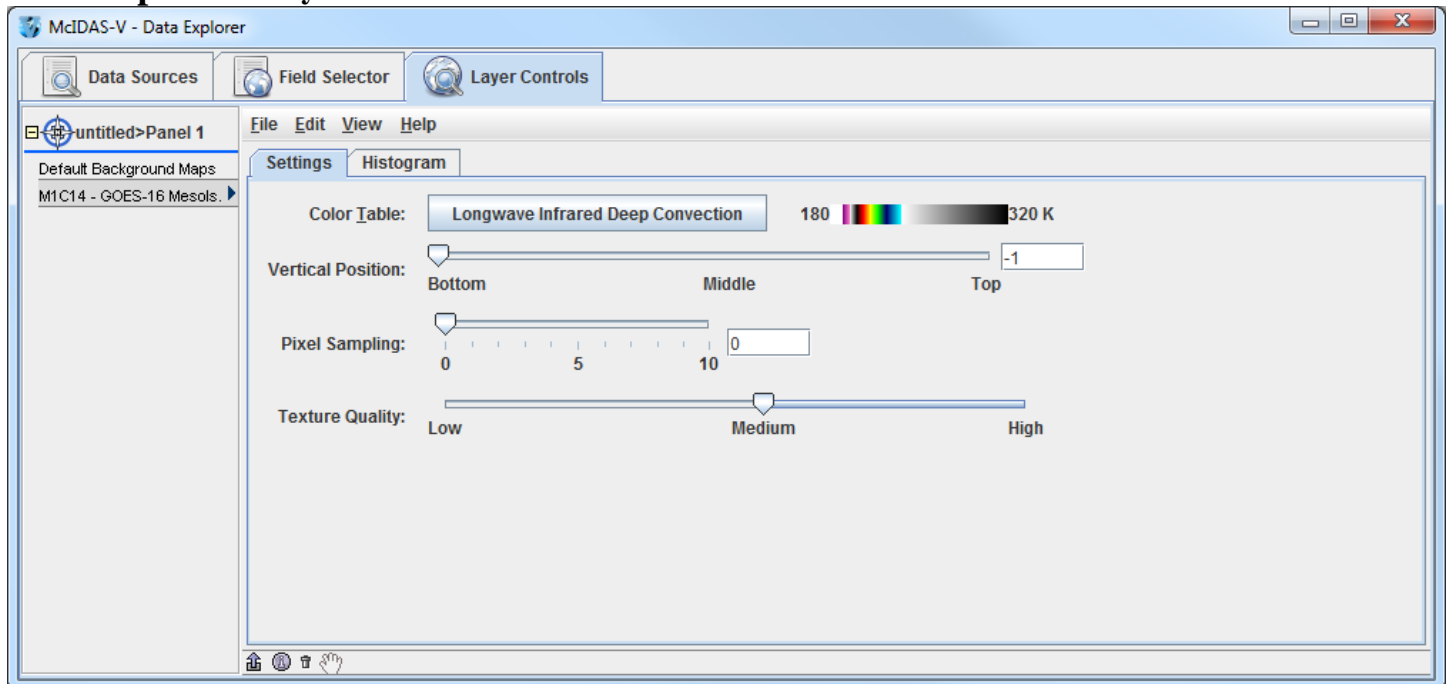 McIDAS-V - Data Explorer
Data Sources Field Selector Layer Controls
untitled>Panel 1
File Edit View Help
Default Background Maps
M1C14 - GOES-16 Mesols.
Settings Histogram
Color Table: Longwave Infrared Deep Convection 180 320 K
Vertical Position: -1
Bottom Middle Top
Pixel Sampling: 0
0 5 10
Texture Quality:
Low Medium High